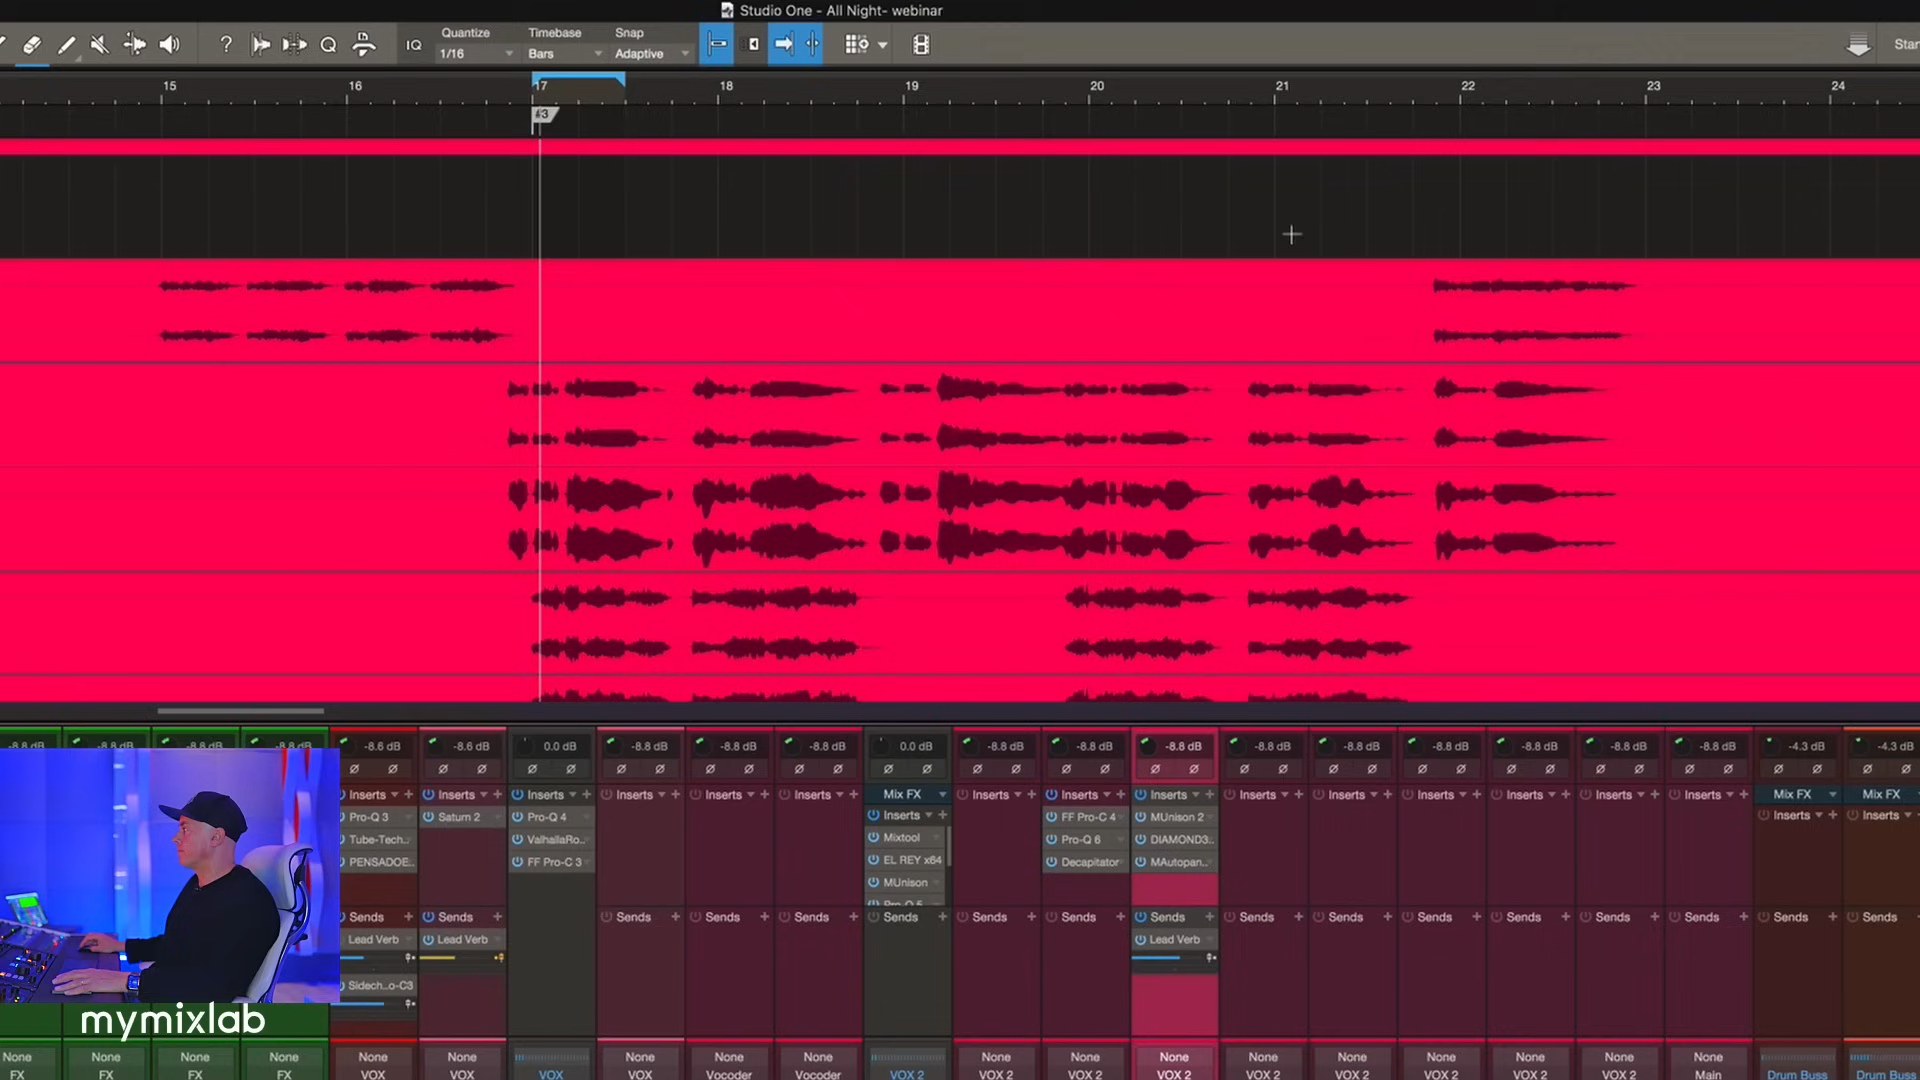 Studio One - All Night- webinar
? Q IQ
Quantize Timebase Snap
1/16 Bars Adaptive
15 16 17 18 19 20 21 22 23 24
#3
-8.8 dB -8.8 dB -8.8 dB -8.8 dB -8.6 dB -8.6 dB 0.0 dB -8.8 dB -8.8 dB -8.8 dB 0.0 dB -8.8 dB -8.8 dB -8.8 dB -8.8 dB -8.8 dB -8.8 dB -8.8 dB -8.8 dB -8.8 dB -4.3 dB -4.3 dB
Inserts Inserts Inserts Inserts Inserts Inserts Mix FX Inserts Inserts Inserts Inserts Inserts Inserts Inserts Inserts Inserts Mix FX Mix FX
Pro-Q 3 Saturn 2 Pro-Q 4 Inserts FF Pro-C 4 MUnison 2 Inserts Inserts
Tube-Tech.. ValhallaRo.. Mixtool Pro-Q 6 DIAMOND3..
PENSADOE.. FF Pro-C 3 EL REY x64 Decapitator MAutopan..
MUnison
Sends Sends Sends Sends Sends Sends Sends Sends Sends Sends Sends Sends Sends Sends Sends Sends Sends
Lead Verb Lead Verb Lead Verb
Sidech..o-C3
mymixlab
None None None None None None None None None None None None None None None None None None
FX FX FX FX VOX VOX VOX VOX Vocoder Vocoder VOX 2 VOX 2 VOX 2 VOX 2 VOX 2 VOX 2 VOX 2 VOX 2 VOX 2 Main Drum Buss Drum Buss